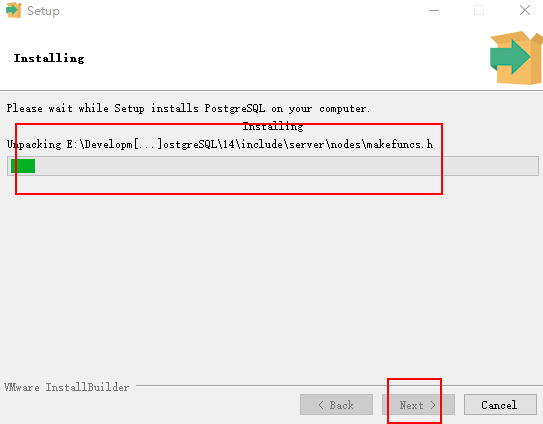 Setup
Installing
Please wait while Setup installs PostgreSQL on your computer.
Installing
Unpacking E:\Developm[...]ostgreSQL\14\include\server\nodes\makefuncs.h
VMware InstallBuilder
< Back
Next >
Cancel